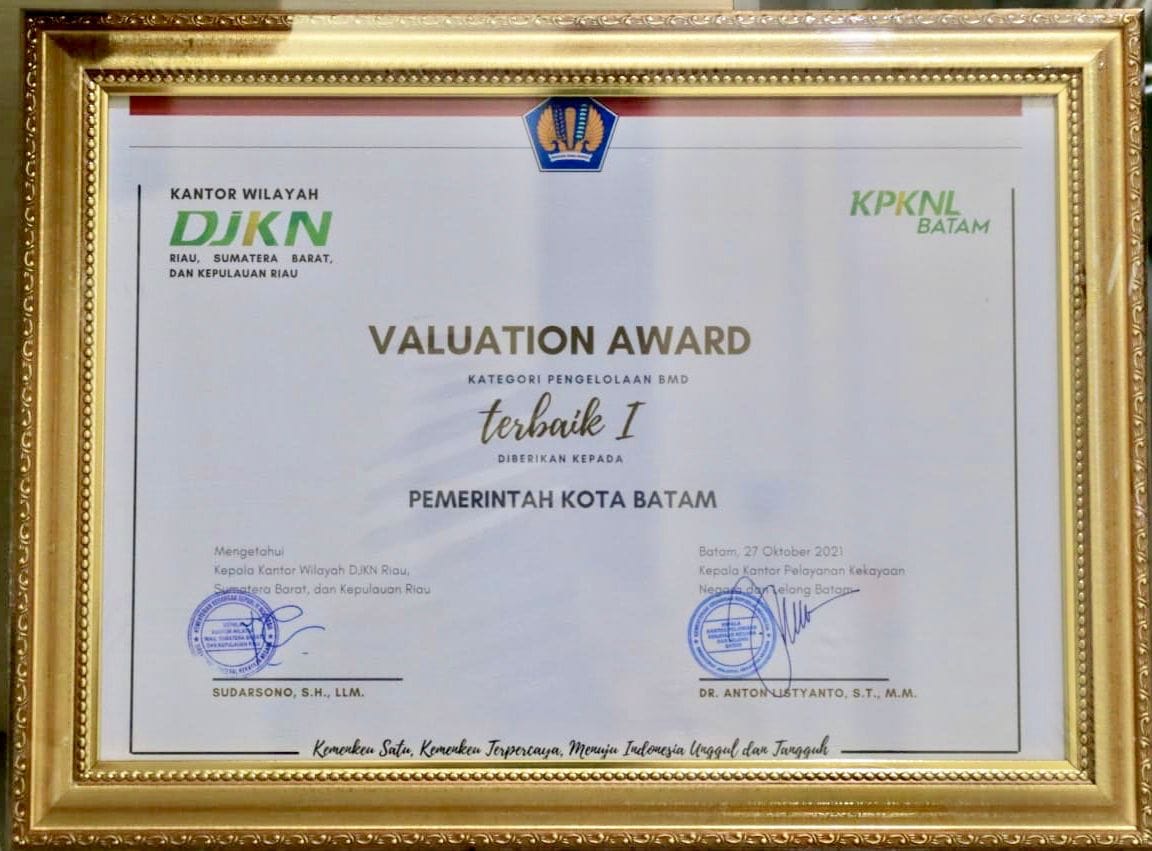 KANTOR WILAYAH
DJKN
RIAU, SUMATERA BARAT,
DAN KEPULAUAN RIAU
KPKNL
BATAM
VALUATION AWARD
KATEGORI PENGELOLAAN BMD
terbaik I
DIBERIKAN KEPADA
PEMERINTAH KOTA BATAM
Mengetahui
Kepala Kantor Wilayah DJKN Riau,
Sumatera Barat, dan Kepulauan Riau
SUDARSONO, S.H., LLM.
Batam, 27 Oktober 2021
Kepala Kantor Pelayanan Kekayaan
Negara dan Lelang Batam
DR. ANTON LISTYANTO, S.T., M.M.
Kemenkeu Satu, Kemenkeu Terpercaya, Menuju Indonesia Unggul dan Tangguh